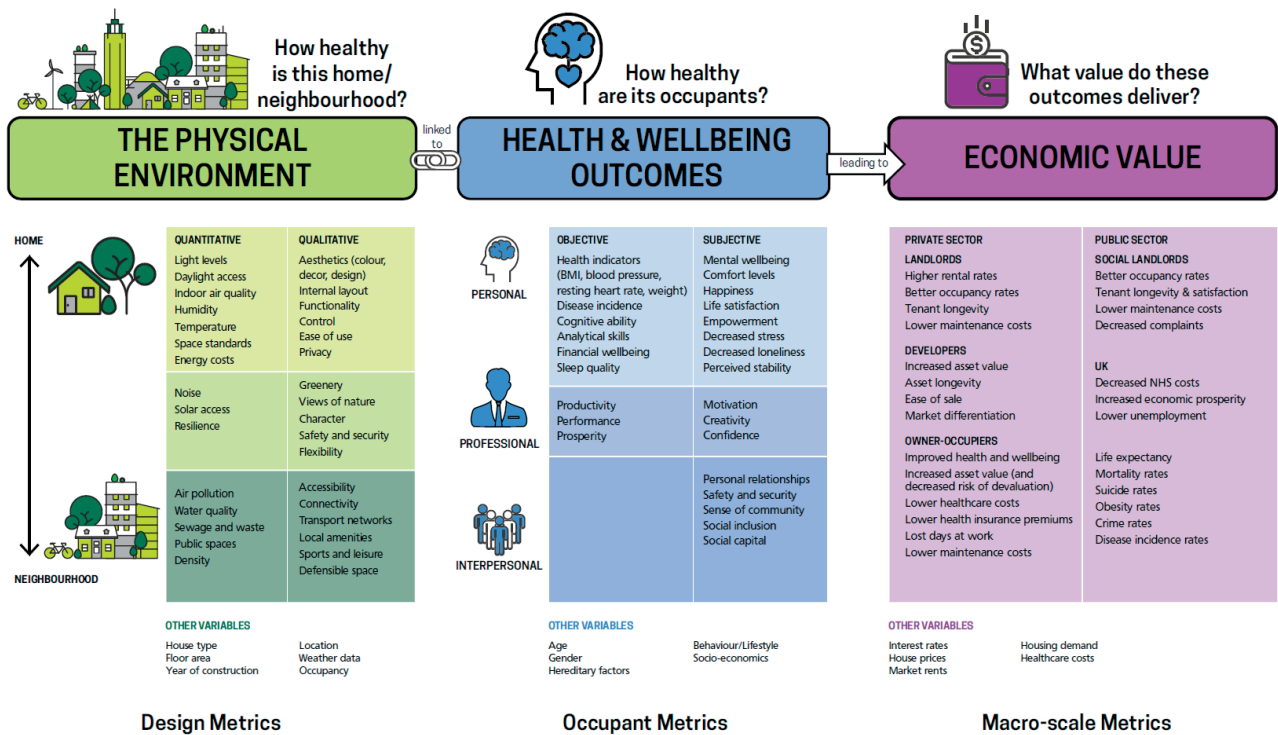 How healthy
is this home/
neighbourhood?
How healthy
are its occupants?
$
What value do these
outcomes deliver?
THE PHYSICAL
ENVIRONMENT
linked
to
HEALTH & WELLBEING
OUTCOMES
leading to
ECONOMIC VALUE
HOME
NEIGHBOURHOOD
QUANTITATIVE
Light levels
Daylight access
Indoor air quality
Humidity
Temperature
Space standards
Energy costs
QUALITATIVE
Aesthetics (colour,
decor, design)
Internal layout
Functionality
Control
Ease of use
Privacy
Noise
Solar access
Resilience
Greenery
Views of nature
Character
Safety and security
Flexibility
Air pollution
Water quality
Sewage and waste
Public spaces
Density
Accessibility
Connectivity
Transport networks
Local amenities
Sports and leisure
Defensible space
OTHER VARIABLES
House type
Floor area
Year of construction
Location
Weather data
Occupancy
Design Metrics
PERSONAL
OBJECTIVE
Health indicators
(BMI, blood pressure,
resting heart rate, weight)
Disease incidence
Cognitive ability
Analytical skills
Financial wellbeing
Sleep quality
SUBJECTIVE
Mental wellbeing
Comfort levels
Happiness
Life satisfaction
Empowerment
Decreased stress
Decreased loneliness
Perceived stability
PROFESSIONAL
Productivity
Performance
Prosperity
Motivation
Creativity
Confidence
INTERPERSONAL
Personal relationships
Safety and security
Sense of community
Social inclusion
Social capital
OTHER VARIABLES
Age
Gender
Hereditary factors
Behaviour/Lifestyle
Socio-economics
Occupant Metrics
PRIVATE SECTOR
LANDLORDS
Higher rental rates
Better occupancy rates
Tenant longevity
Lower maintenance costs
DEVELOPERS
Increased asset value
Asset longevity
Ease of sale
Market differentiation
OWNER-OCCUPIERS
Improved health and wellbeing
Increased asset value (and
decreased risk of devaluation)
Lower healthcare costs
Lower health insurance premiums
Lost days at work
Lower maintenance costs
PUBLIC SECTOR
SOCIAL LANDLORDS
Better occupancy rates
Tenant longevity & satisfaction
Lower maintenance costs
Decreased complaints
UK
Decreased NHS costs
Increased economic prosperity
Lower unemployment
Life expectancy
Mortality rates
Suicide rates
Obesity rates
Crime rates
Disease incidence rates
OTHER VARIABLES
Interest rates
House prices
Market rents
Housing demand
Healthcare costs
Macro-scale Metrics